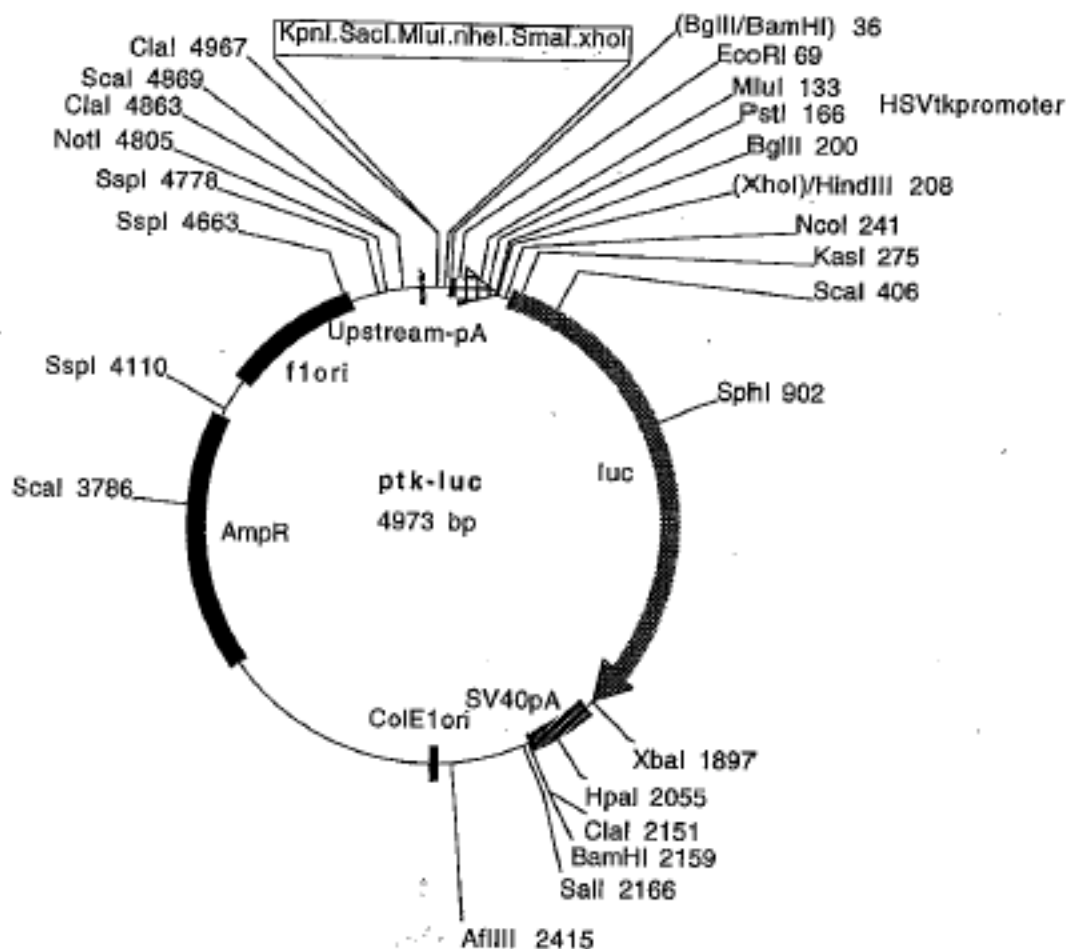 KpnI.SacI.MluI.nheI.SmaI.xhoI
ClaI 4967
ScaI 4869
ClaI 4863
NotI 4805
SapI 4778
SspI 4663
(BglII/BamHI) 36
EcoRI 69
MluI 133
PstI 166
HSVtkpromoter
BglII 200
(XhoI)/HindIII 208
NcoI 241
KasI 275
ScaI 406
Upstream-pA
f1ori
SspI 4110
SphI 902
ScaI 3786
ptk-luc
4973 bp
luc
AmpR
SV40pA
ColE1ori
XbaI 1897
HpaI 2055
ClaI 2151
BamHI 2159
SalI 2166
AflIII 2415